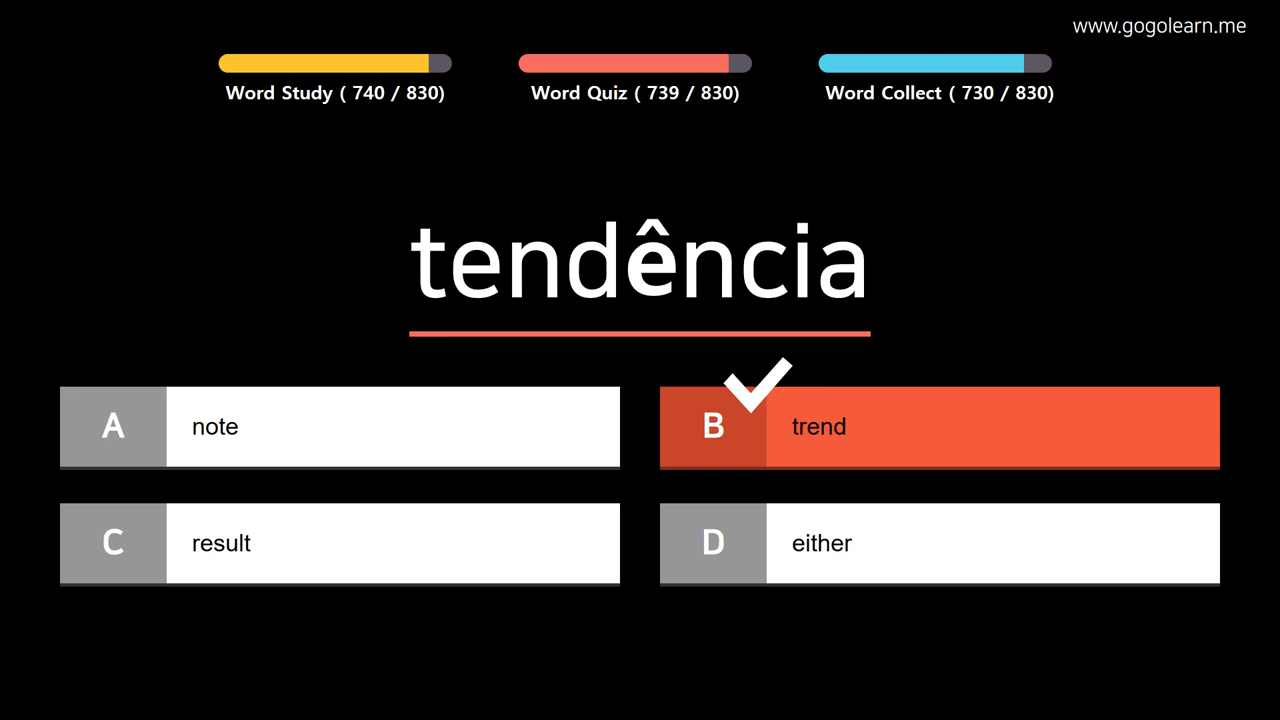 www.gogolearn.me
Word Study ( 740 / 830)
Word Quiz ( 739 / 830)
Word Collect ( 730 / 830)
tendência
A note
B trend
C result
D either